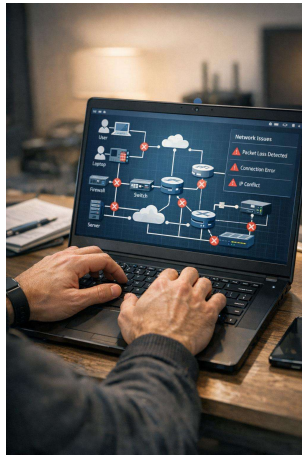 User
Laptop
Firewall
Server
Switch
Network Issues
Packet Loss Detected
Connection Error
IP Conflict